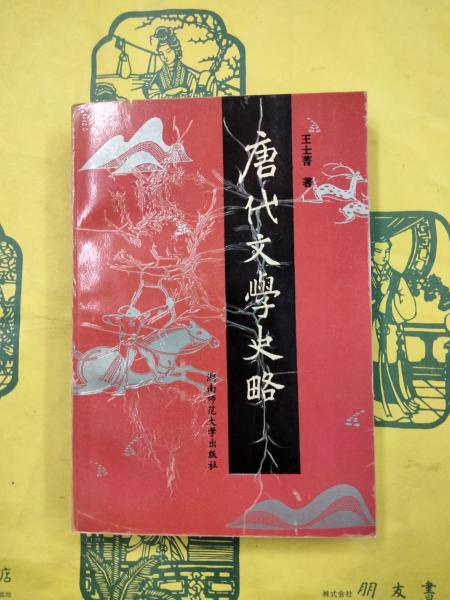 王士菁 著
唐代文學史略
湖南师范大学出版社
店
株式会社 朋友書